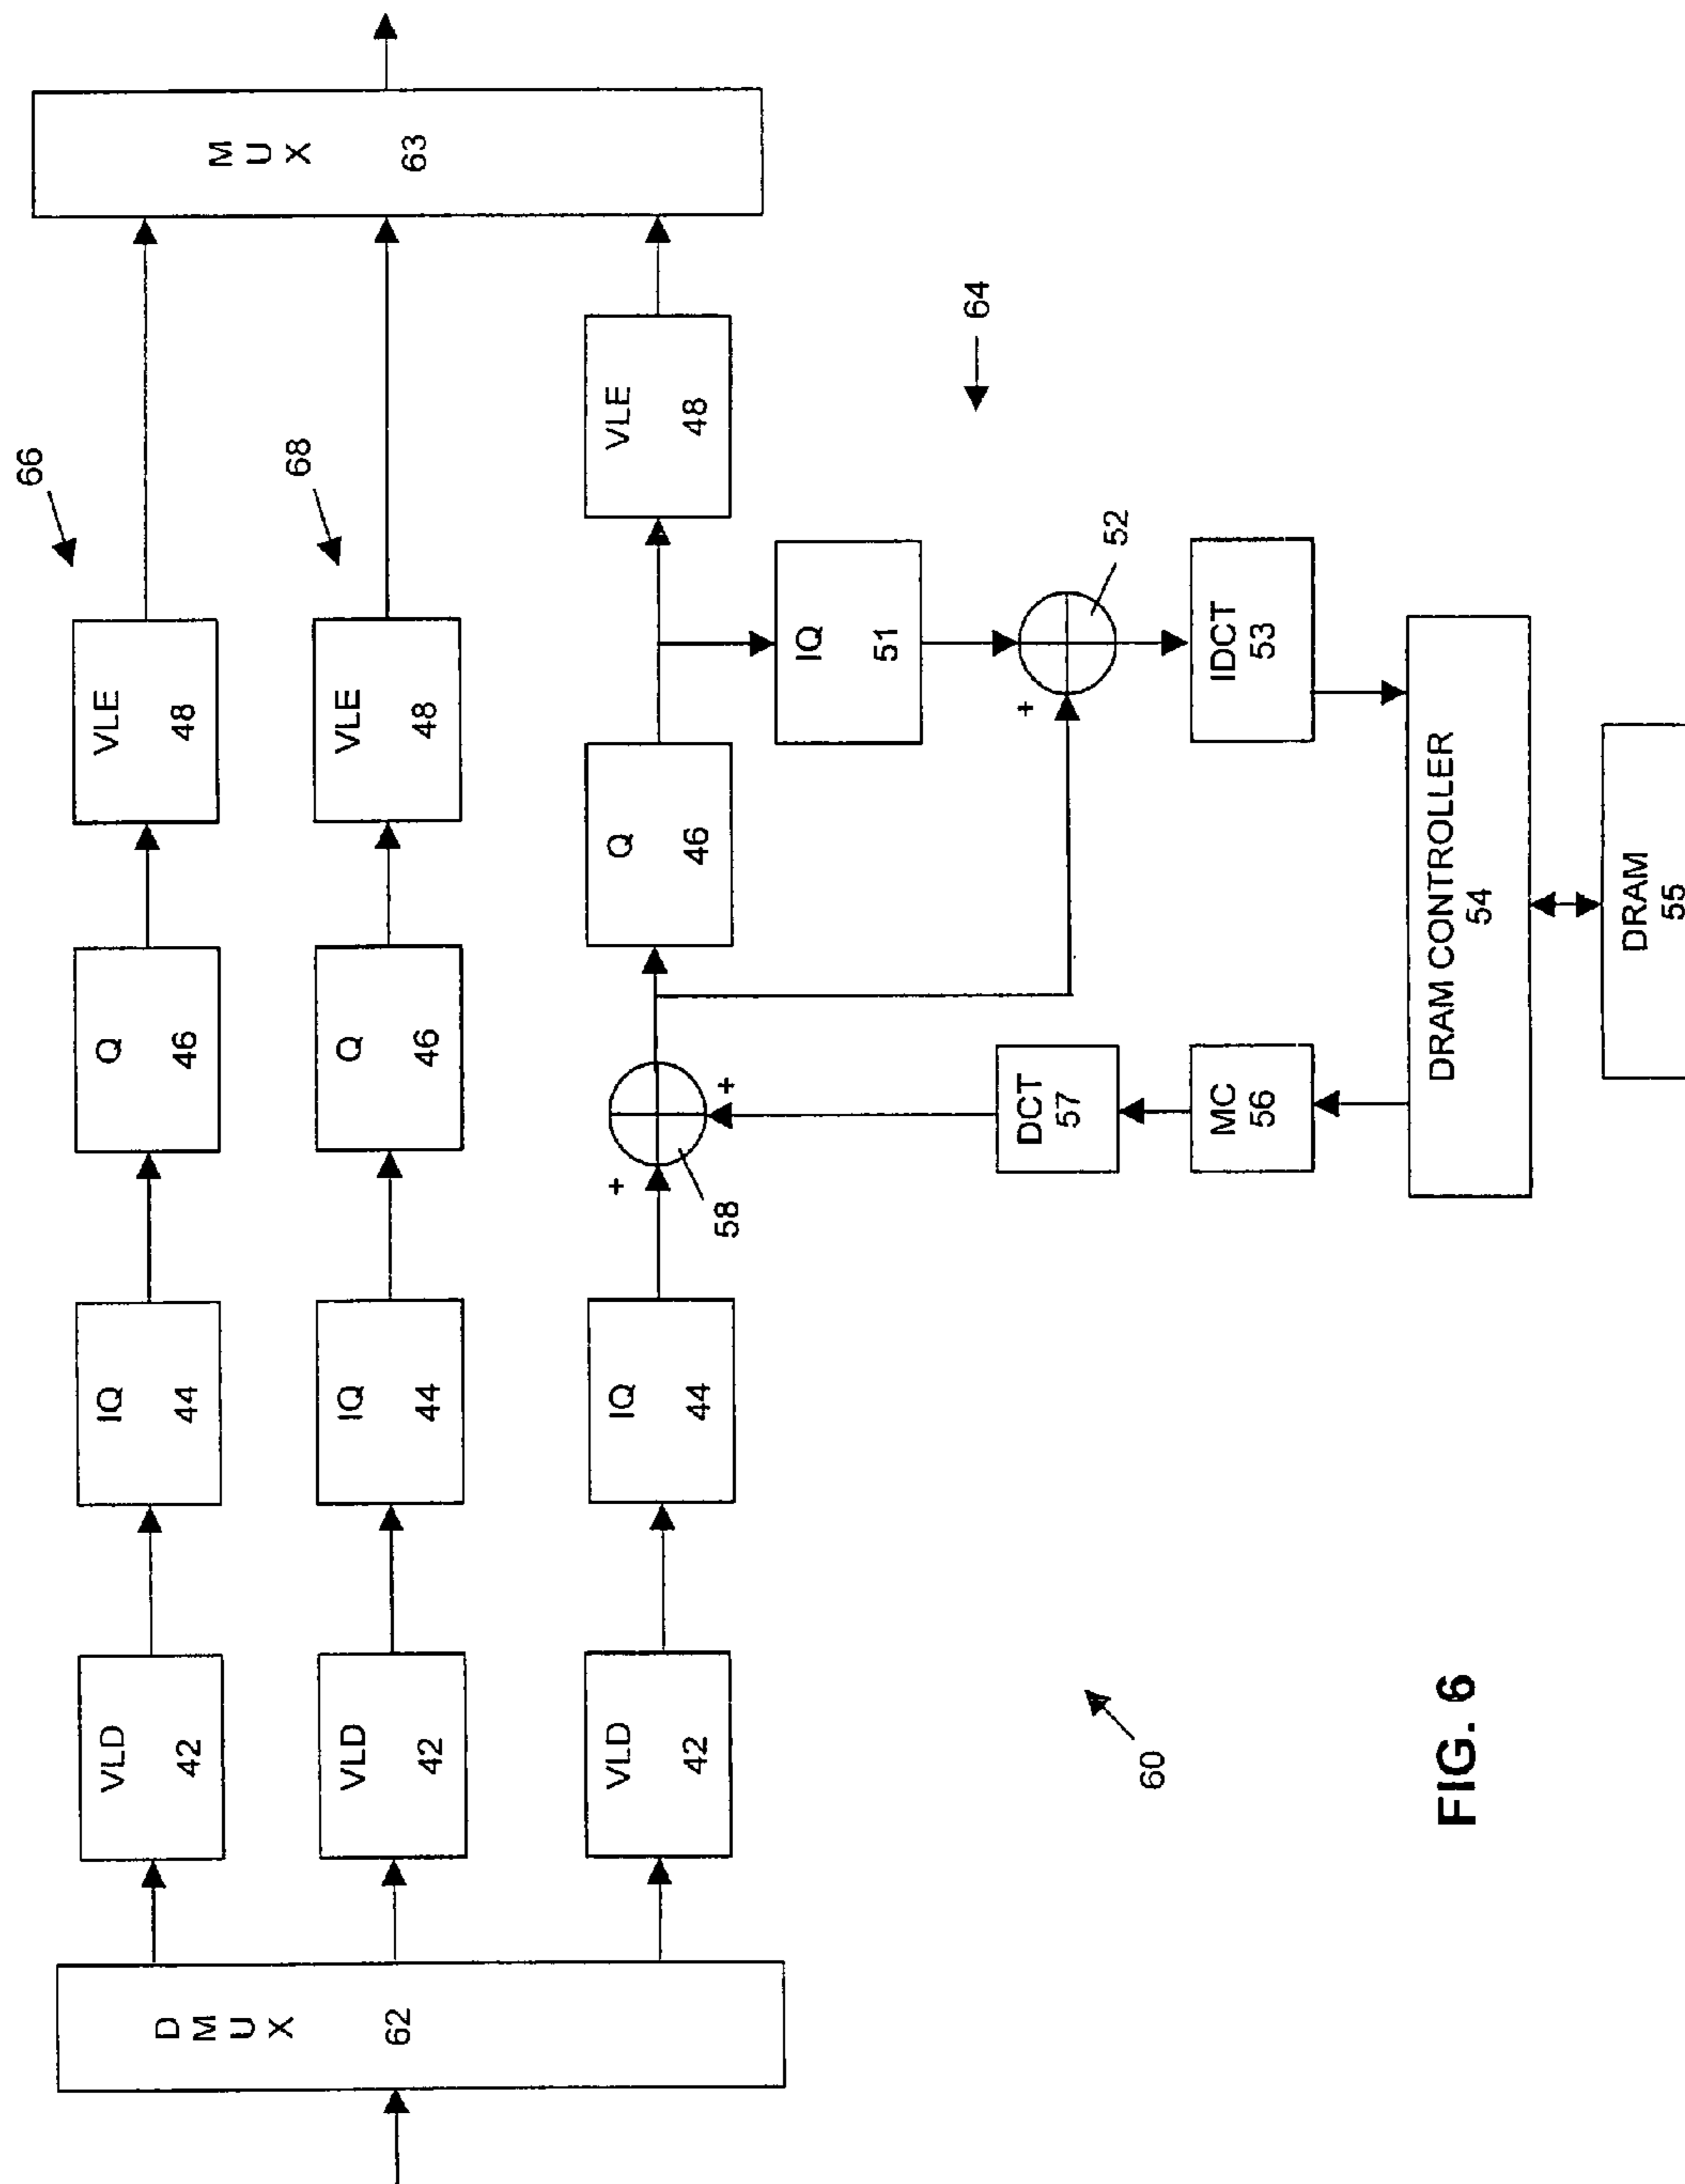 66
68
64
D
M
U
X
62
VLD
42
IQ
44
Q
46
VLE
48
M
U
X
63
VLD
42
IQ
44
Q
46
VLE
48
VLD
42
IQ
44
+
+
58
Q
46
VLE
48
IQ
51
+
52
DCT
57
MC
56
IDCT
53
DRAM CONTROLLER
54
DRAM
55
60
FIG. 6